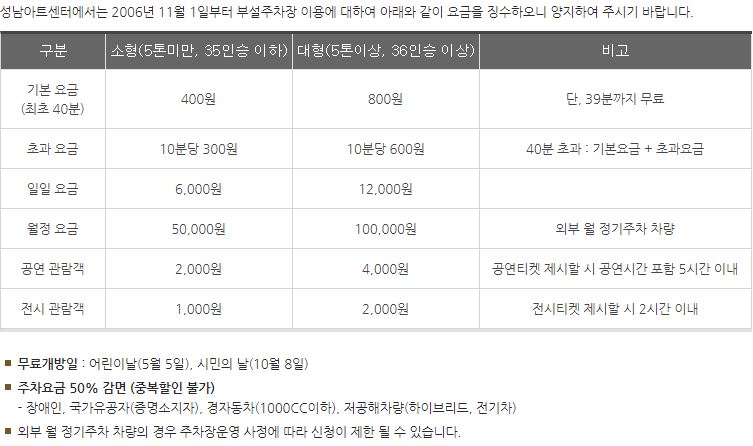 성남아트센터에서는 2006년 11월 1일부터 부설주차장 이용에 대하여 아래와 같이 요금을 징수하오니 양지하여 주시기 바랍니다.
구분 소형(5톤미만, 35인승 이하) 대형(5톤이상, 36인승 이상) 비고
기본 요금
(최초 40분) 400원 800원 단, 39분까지 무료
초과 요금 10분당 300원 10분당 600원 40분 초과 : 기본요금 + 초과요금
일일 요금 6,000원 12,000원
월정 요금 50,000원 100,000원 외부 월 정기주차 차량
공연 관람객 2,000원 4,000원 공연티켓 제시할 시 공연시간 포함 5시간 이내
전시 관람객 1,000원 2,000원 전시티켓 제시할 시 2시간 이내
무료개방일 : 어린이날(5월 5일), 시민의 날(10월 8일)
주차요금 50% 감면 (중복할인 불가)
- 장애인, 국가유공자(증명소지자), 경자동차(1000CC이하), 저공해차량(하이브리드, 전기차)
외부 월 정기주차 차량의 경우 주차장운영 사정에 따라 신청이 제한 될 수 있습니다.